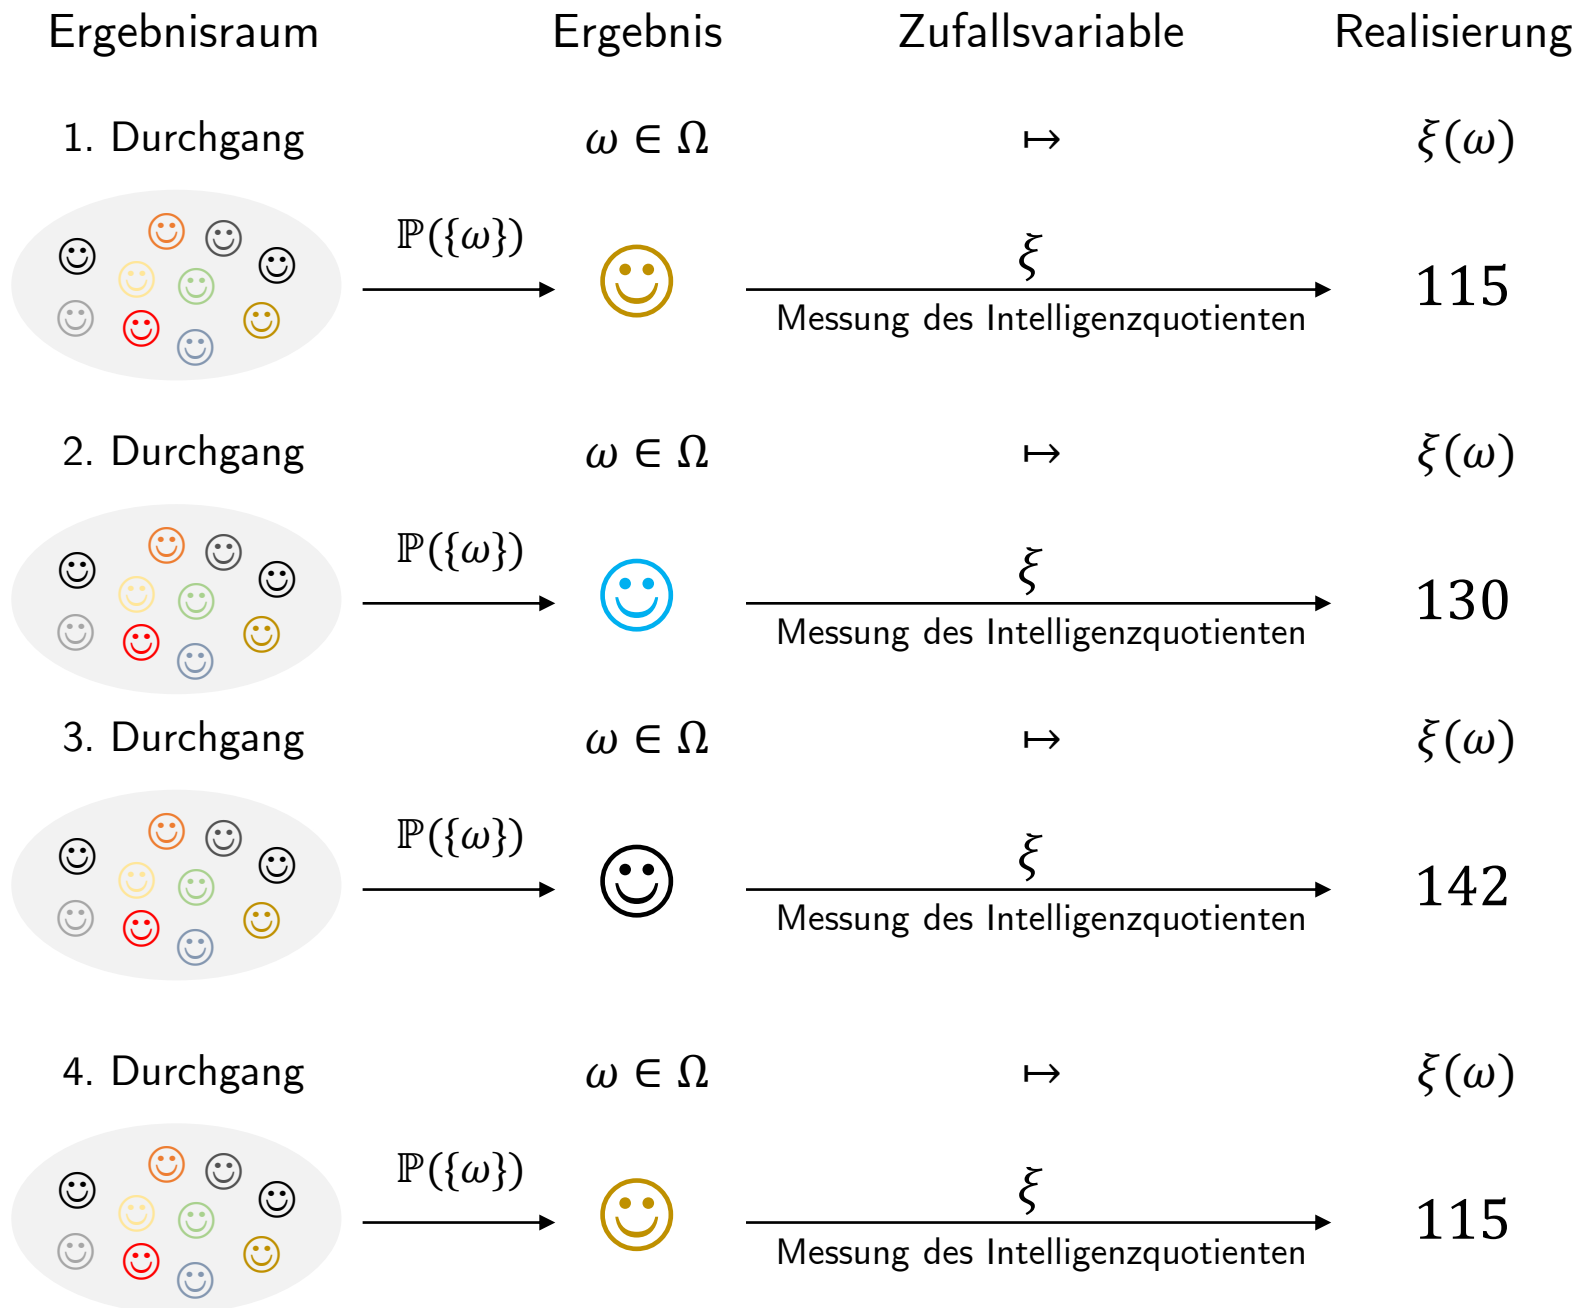 Ergebnisraum Ergebnis Zufallsvariable Realisierung
1. Durchgang ω ∈ Ω ↦ ξ(ω)
ℙ({ω}) ξ 115
Messung des Intelligenzquotienten
2. Durchgang ω ∈ Ω ↦ ξ(ω)
ℙ({ω}) ξ 130
Messung des Intelligenzquotienten
3. Durchgang ω ∈ Ω ↦ ξ(ω)
ℙ({ω}) ξ 142
Messung des Intelligenzquotienten
4. Durchgang ω ∈ Ω ↦ ξ(ω)
ℙ({ω}) ξ 115
Messung des Intelligenzquotienten